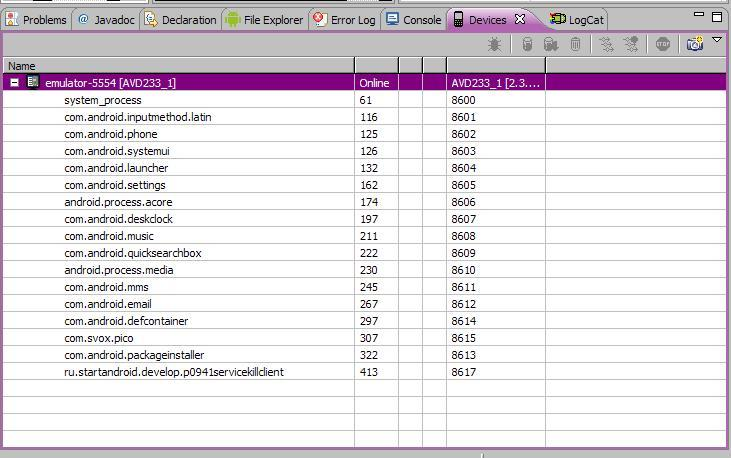 Problems @ Javadoc Declaration File Explorer Error Log Console Devices LogCat
STOP
Name
emulator-5554 [AVD233_1] Online AVD233_1 [2.3....
system_process 61 8600
com.android.inputmethod.latin 116 8601
com.android.phone 125 8602
com.android.systemui 126 8603
com.android.launcher 132 8604
com.android.settings 162 8605
android.process.acore 174 8606
com.android.deskclock 197 8607
com.android.music 211 8608
com.android.quicksearchbox 222 8609
android.process.media 230 8610
com.android.mms 245 8611
com.android.email 267 8612
com.android.defcontainer 297 8614
com.svox.pico 307 8615
com.android.packageinstaller 322 8613
ru.startandroid.develop.p0941servicekillclient 413 8617